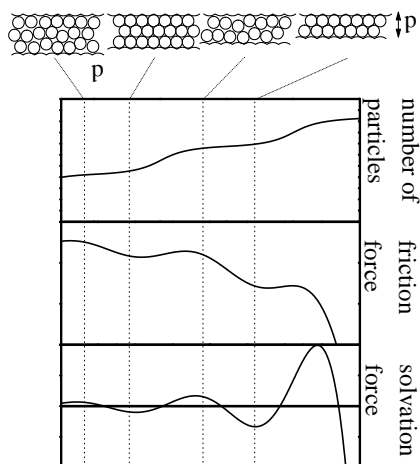 p
p
number of
particles
friction
force
solvation
force